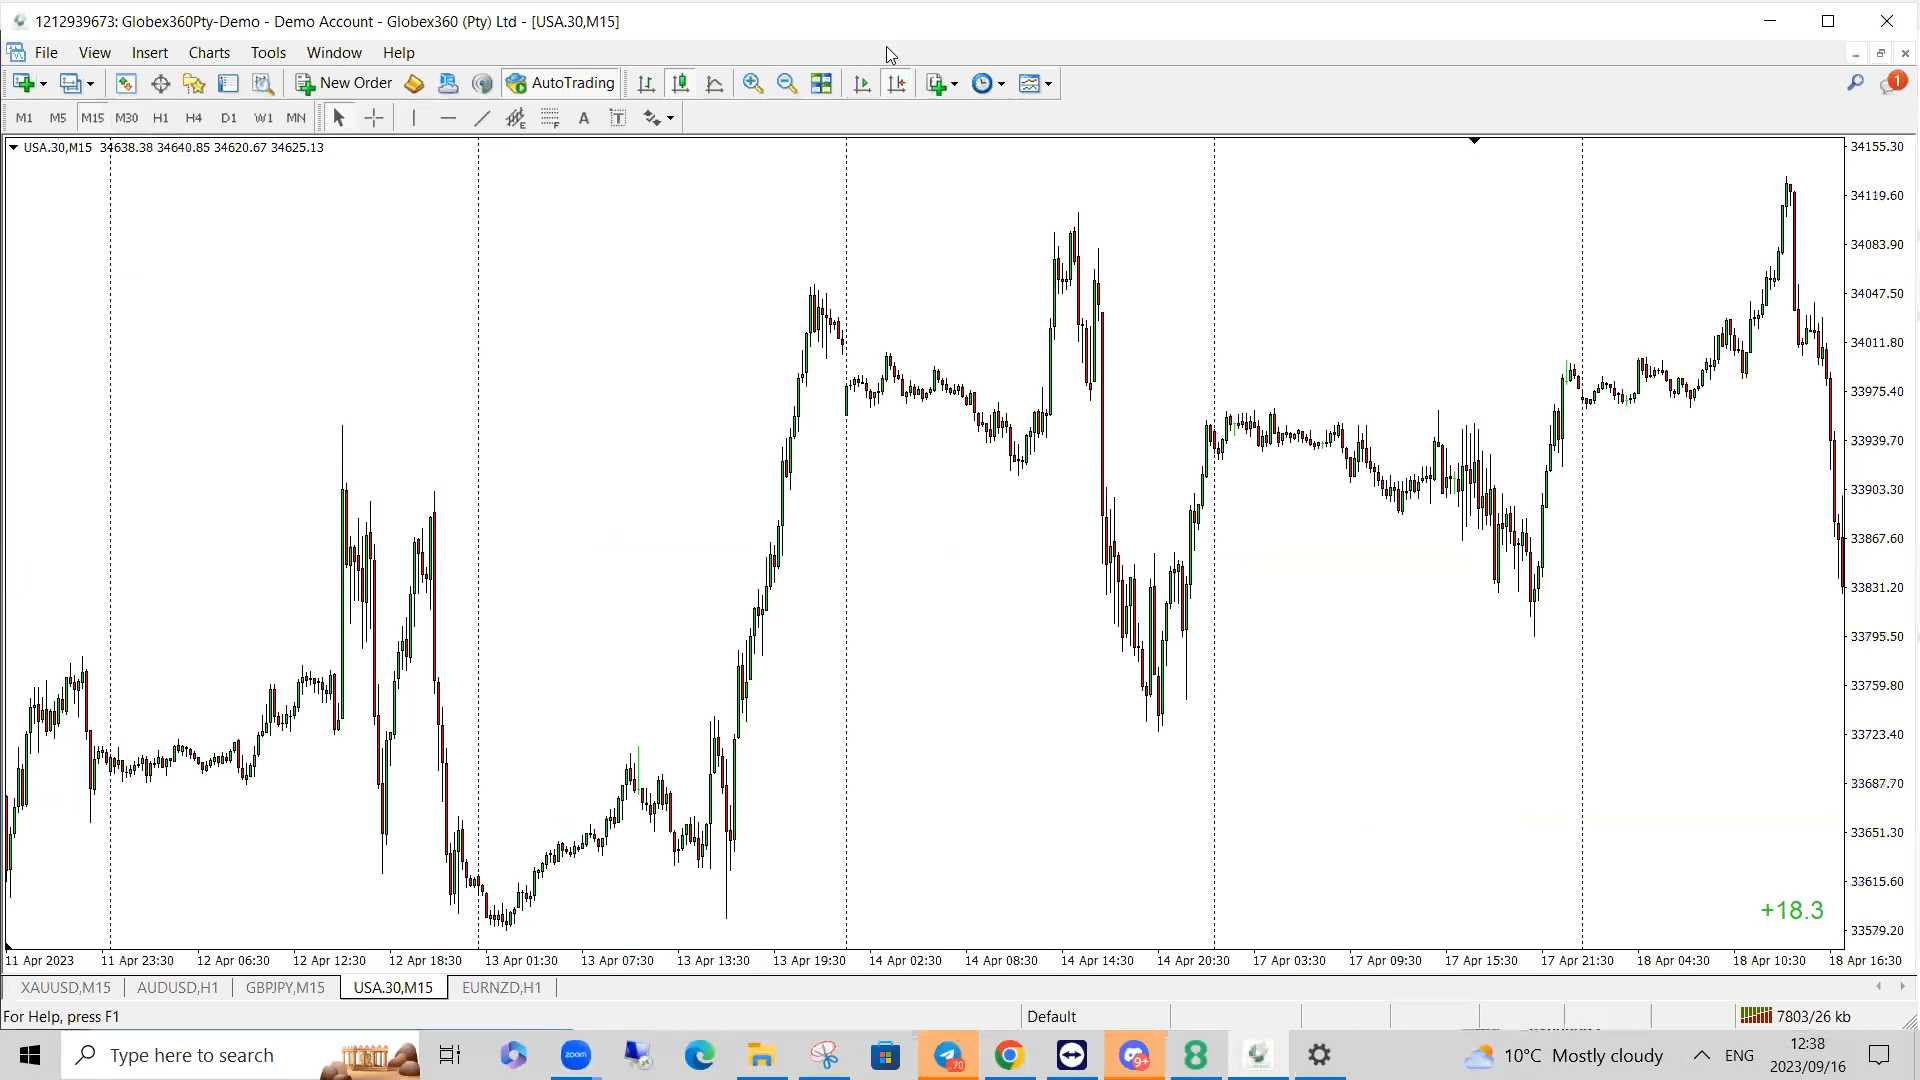 1212939673: Globex360Pty-Demo - Demo Account - Globex360 (Pty) Ltd - [USA.30,M15]
File View Insert Charts Tools Window Help
New Order AutoTrading 1
M1 M5 M15 M30 H1 H4 D1 W1 MN E F A T
USA.30,M15 34638.38 34640.85 34620.67 34625.13
34155.30
34119.60
34083.90
34047.50
34011.80
33975.40
33939.70
33903.30
33867.60
33831.20
33795.50
33759.80
33723.40
33687.70
33651.30
33615.60
33579.20
+18.3
11 Apr 2023 11 Apr 23:30 12 Apr 06:30 12 Apr 12:30 12 Apr 18:30 13 Apr 01:30 13 Apr 07:30 13 Apr 13:30 13 Apr 19:30 14 Apr 02:30 14 Apr 08:30 14 Apr 14:30 14 Apr 20:30 17 Apr 03:30 17 Apr 09:30 17 Apr 15:30 17 Apr 21:30 18 Apr 04:30 18 Apr 10:30 18 Apr 16:30
XAUUSD,M15 AUDUSD,H1 GBPJPY,M15 USA.30,M15 EURNZD,H1
For Help, press F1 Default 7803/26 kb
Type here to search zoom 20 9+ 8 10°C Mostly cloudy ENG 12:38
2023/09/16